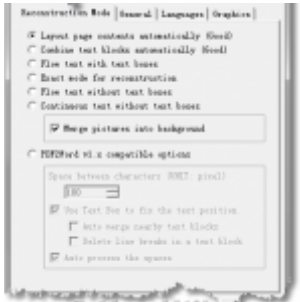 Reconstruction Mode General Languages Graphics
Layout page contents automatically (Good)
Combine text blocks automatically (Good)
Flow text with text boxes
Exact mode for reconstruction
Flow text without text boxes
Continuous text without text boxes
Merge pictures into background
PDF2Word v1.x compatible options
Space between characters (UNIT: pixel)
100
Use Text Box to fix the text position
Auto merge nearby text blocks
Delete line breaks in a text block
Auto process the spaces